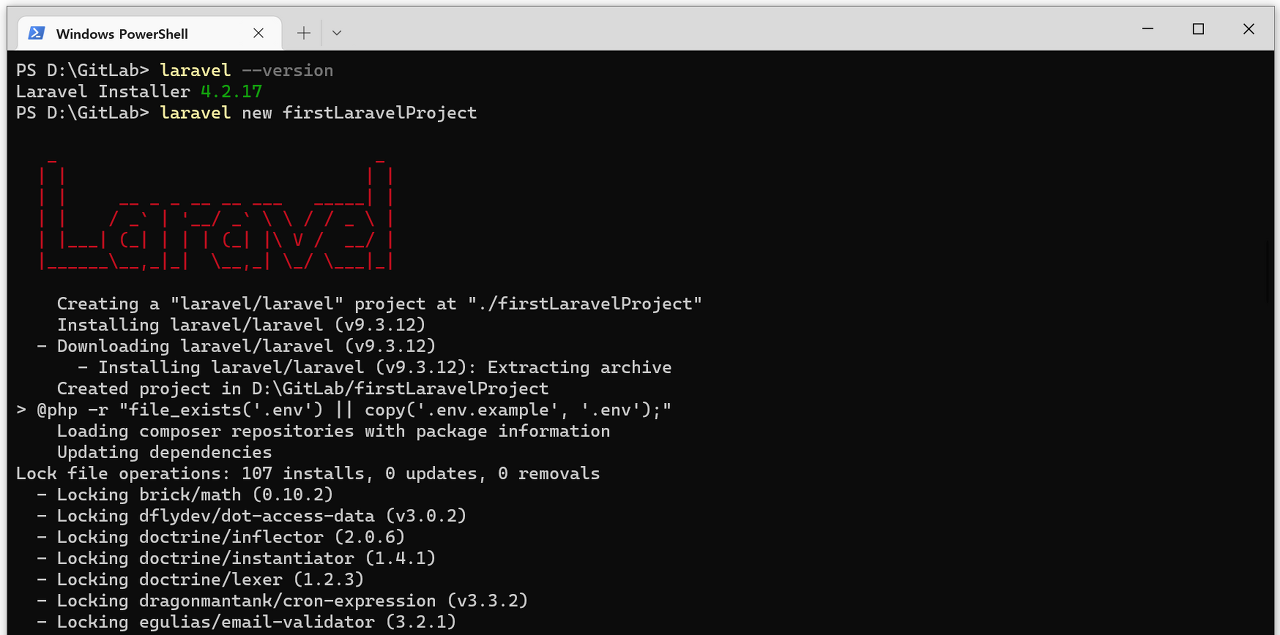 Windows PowerShell
PS D:\GitLab> laravel --version
Laravel Installer 4.2.17
PS D:\GitLab> laravel new firstLaravelProject
Laravel
Creating a "laravel/laravel" project at "./firstLaravelProject"
Installing laravel/laravel (v9.3.12)
- Downloading laravel/laravel (v9.3.12)
- Installing laravel/laravel (v9.3.12): Extracting archive
Created project in D:\GitLab/firstLaravelProject
> @php -r "file_exists('.env') || copy('.env.example', '.env');"
Loading composer repositories with package information
Updating dependencies
Lock file operations: 107 installs, 0 updates, 0 removals
- Locking brick/math (0.10.2)
- Locking dflydev/dot-access-data (v3.0.2)
- Locking doctrine/inflector (2.0.6)
- Locking doctrine/instantiator (1.4.1)
- Locking doctrine/lexer (1.2.3)
- Locking dragonmantank/cron-expression (v3.3.2)
- Locking egulias/email-validator (3.2.1)